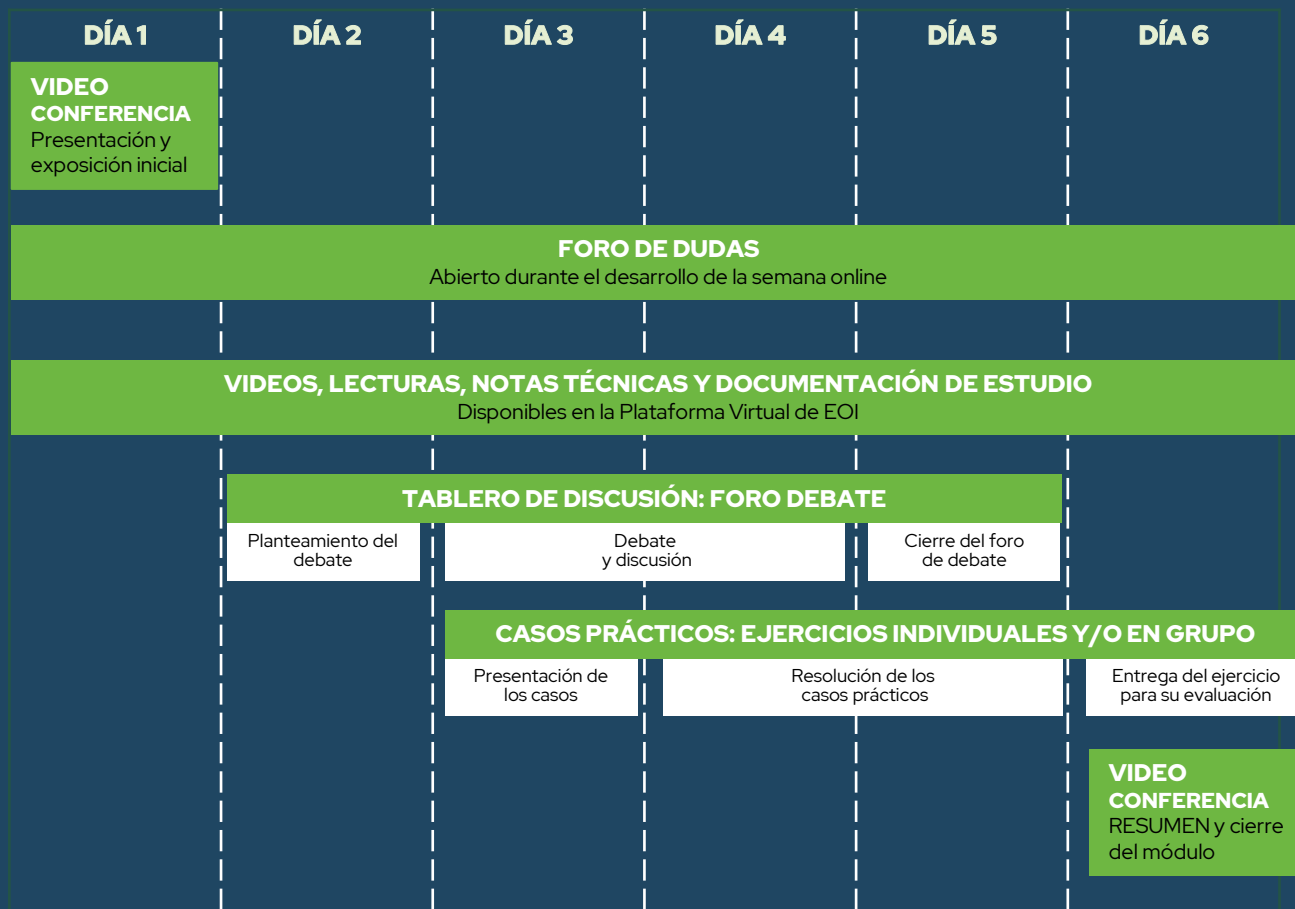 DÍA 1
DÍA 2
DÍA 3
DÍA 4
DÍA 5
DÍA 6
VIDEO
CONFERENCIA
Presentación y
exposición inicial
FORO DE DUDAS
Abierto durante el desarrollo de la semana online
VIDEOS, LECTURAS, NOTAS TÉCNICAS Y DOCUMENTACIÓN DE ESTUDIO
Disponibles en la Plataforma Virtual de EOI
TABLERO DE DISCUSIÓN: FORO DEBATE
Planteamiento del
debate
Debate
y discusión
Cierre del foro
de debate
CASOS PRÁCTICOS: EJERCICIOS INDIVIDUALES Y/O EN GRUPO
Presentación de
los casos
Resolución de los
casos prácticos
Entrega del ejercicio
para su evaluación
VIDEO
CONFERENCIA
RESUMEN y cierre
del módulo